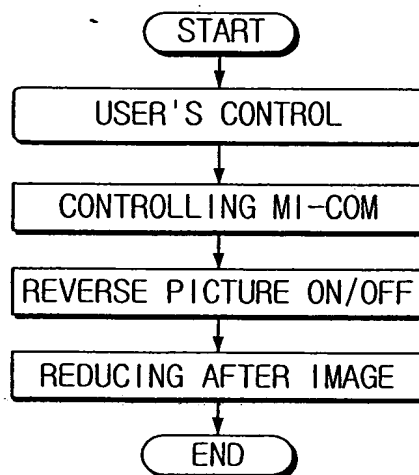 START
USER'S CONTROL
CONTROLLING MI-COM
REVERSE PICTURE ON/OFF
REDUCING AFTER IMAGE
END